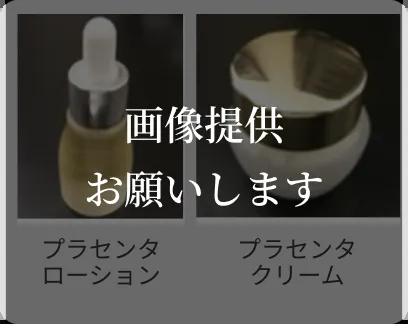 画像提供
お願いします
プラセンタ
ローション
プラセンタ
クリーム